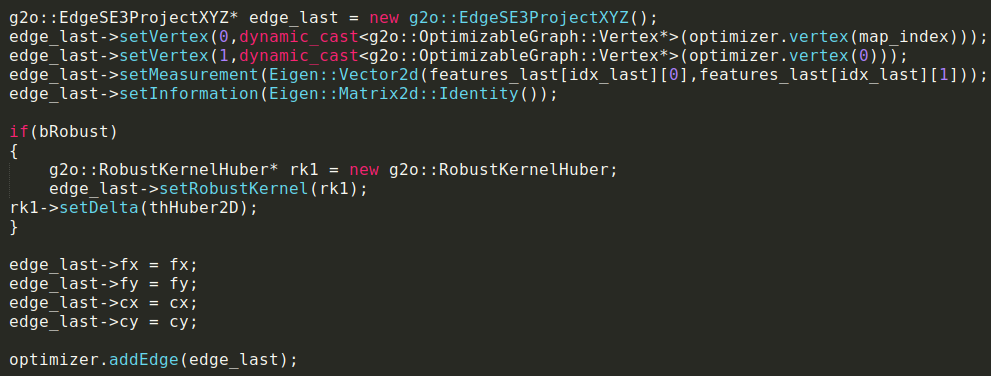 g2o::EdgeSE3ProjectXYZ* edge_last = new g2o::EdgeSE3ProjectXYZ();
edge_last->setVertex(0,dynamic_cast<g2o::OptimizableGraph::Vertex*>(optimizer.vertex(map_index)));
edge_last->setVertex(1,dynamic_cast<g2o::OptimizableGraph::Vertex*>(optimizer.vertex(0)));
edge_last->setMeasurement(Eigen::Vector2d(features_last[idx_last][0],features_last[idx_last][1]));
edge_last->setInformation(Eigen::Matrix2d::Identity());
if(bRobust)
{
    g2o::RobustKernelHuber* rk1 = new g2o::RobustKernelHuber;
    edge_last->setRobustKernel(rk1);
rk1->setDelta(thHuber2D);
}
edge_last->fx = fx;
edge_last->fy = fy;
edge_last->cx = cx;
edge_last->cy = cy;
optimizer.addEdge(edge_last);